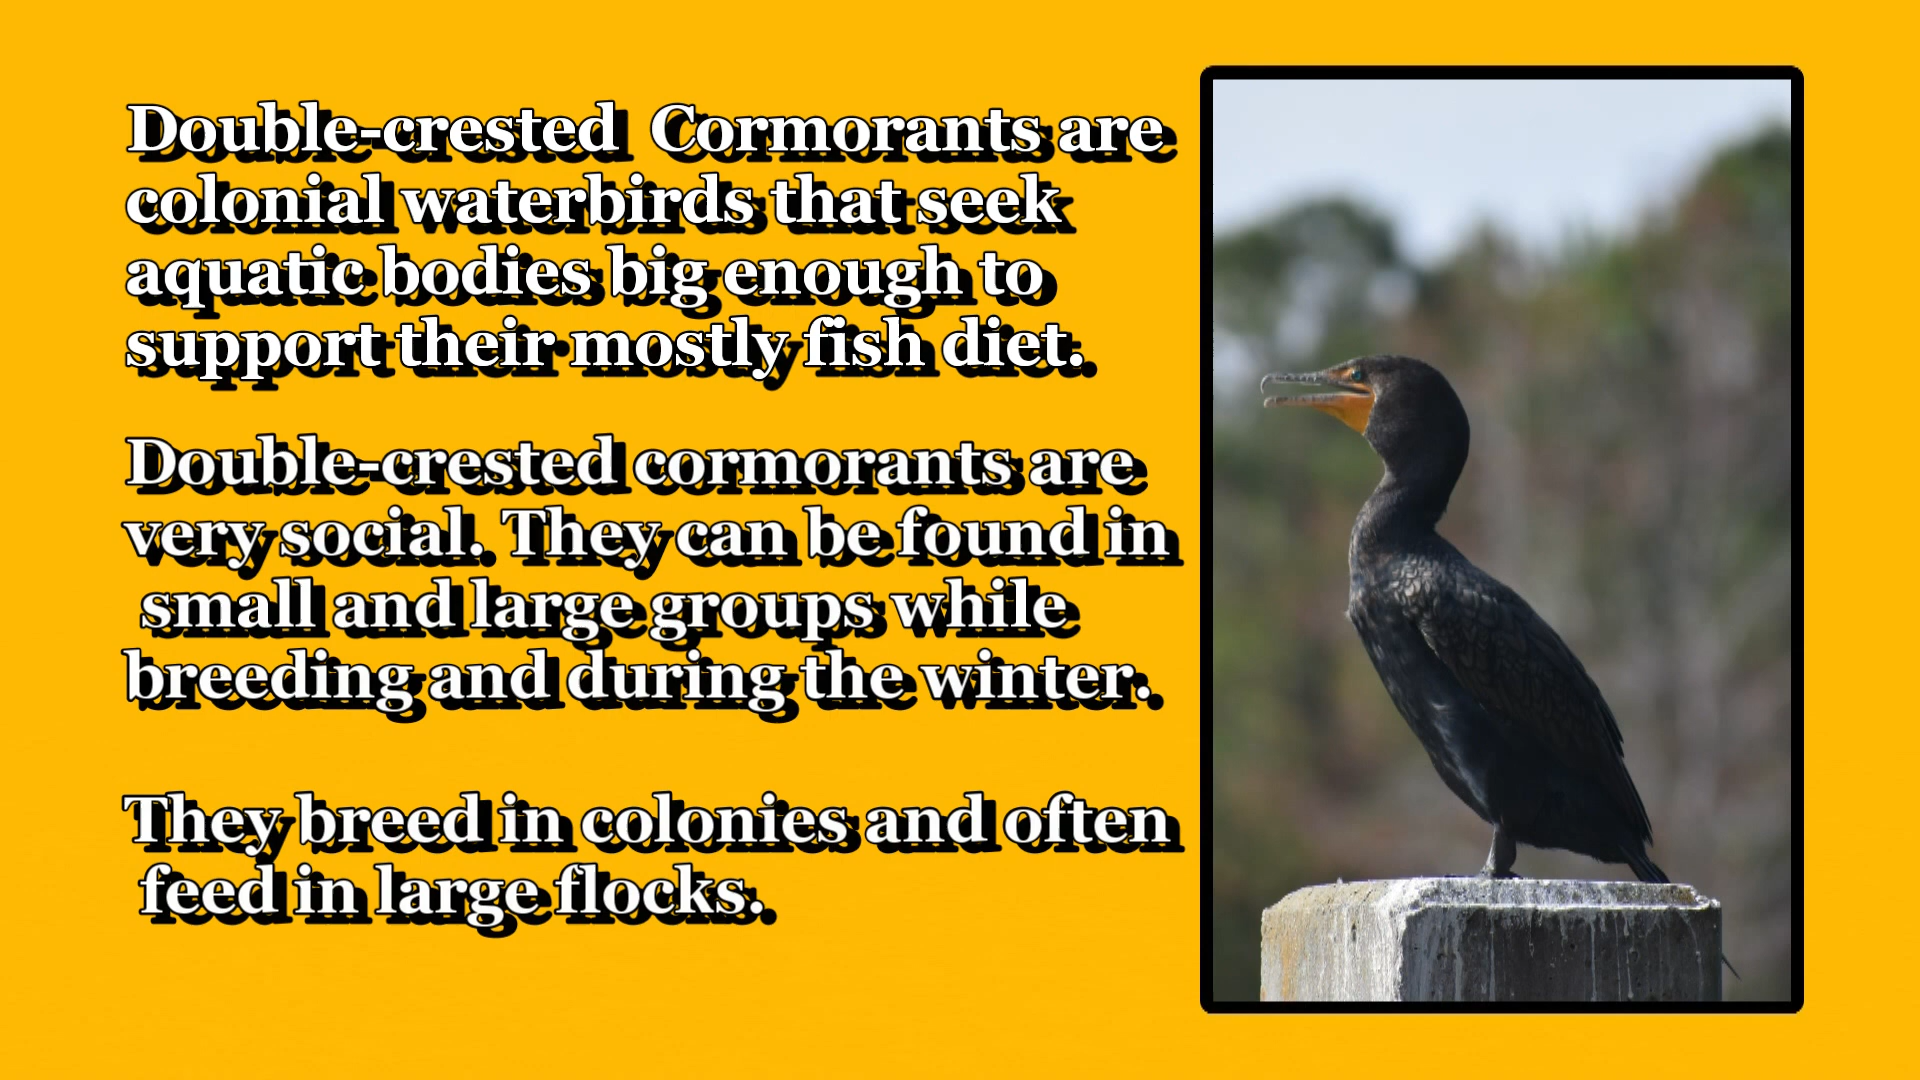 Double-crested  Cormorants are
colonial waterbirds that seek
aquatic bodies big enough to
support their mostly fish diet.
Double-crested cormorants are
very social. They can be found in
small and large groups while
breeding and during the winter.
They breed in colonies and often
feed in large flocks.